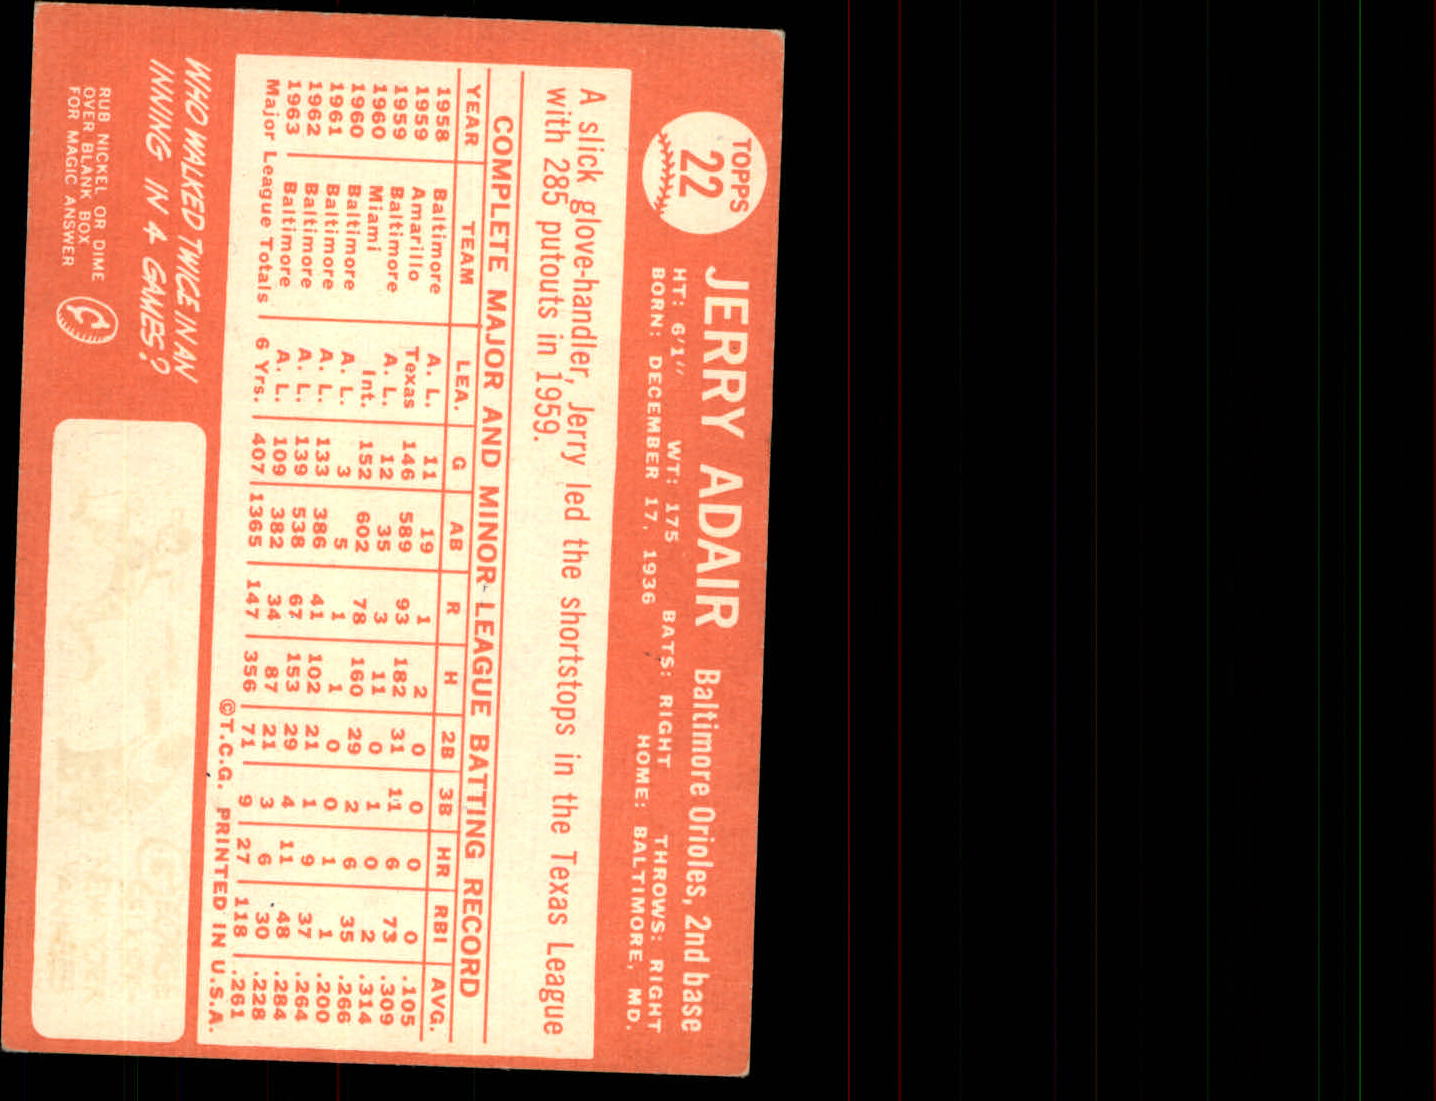 TOPPS
22
JERRY ADAIR Baltimore Orioles, 2nd base
HT: 6'1" WT: 175 BATS: RIGHT THROWS: RIGHT
BORN: DECEMBER 17, 1936 HOME: BALTIMORE, MD.
A slick glove-handler, Jerry led the shortstops in the Texas League
with 285 putouts in 1959.
COMPLETE MAJOR AND MINOR LEAGUE BATTING RECORD
YEAR TEAM LEA. G AB R H 2B 3B HR RBI AVG.
1958 Baltimore A. L. 11 19 1 2 0 0 0 0 .105
1959 Amarillo Texas 146 589 93 182 31 11 6 73 .309
1959 Baltimore A. L. 12 35 3 11 0 1 0 2 .314
1960 Miami Int. 152 602 78 160 29 2 6 35 .266
1960 Baltimore A. L. 3 5 1 1 0 0 1 1 .200
1961 Baltimore A. L. 133 386 41 102 21 1 9 37 .264
1962 Baltimore A. L. 139 538 67 153 29 4 11 48 .284
1963 Baltimore A. L. 109 382 34 87 21 3 6 30 .228
Major League Totals 6 Yrs. 407 1365 147 356 71 9 27 118 .261
©T.C.G. PRINTED IN U.S.A.
WHO WALKED TWICE IN AN
INNING IN 4 GAMES?
RUB NICKEL OR DIME
OVER BLANK BOX
FOR MAGIC ANSWER